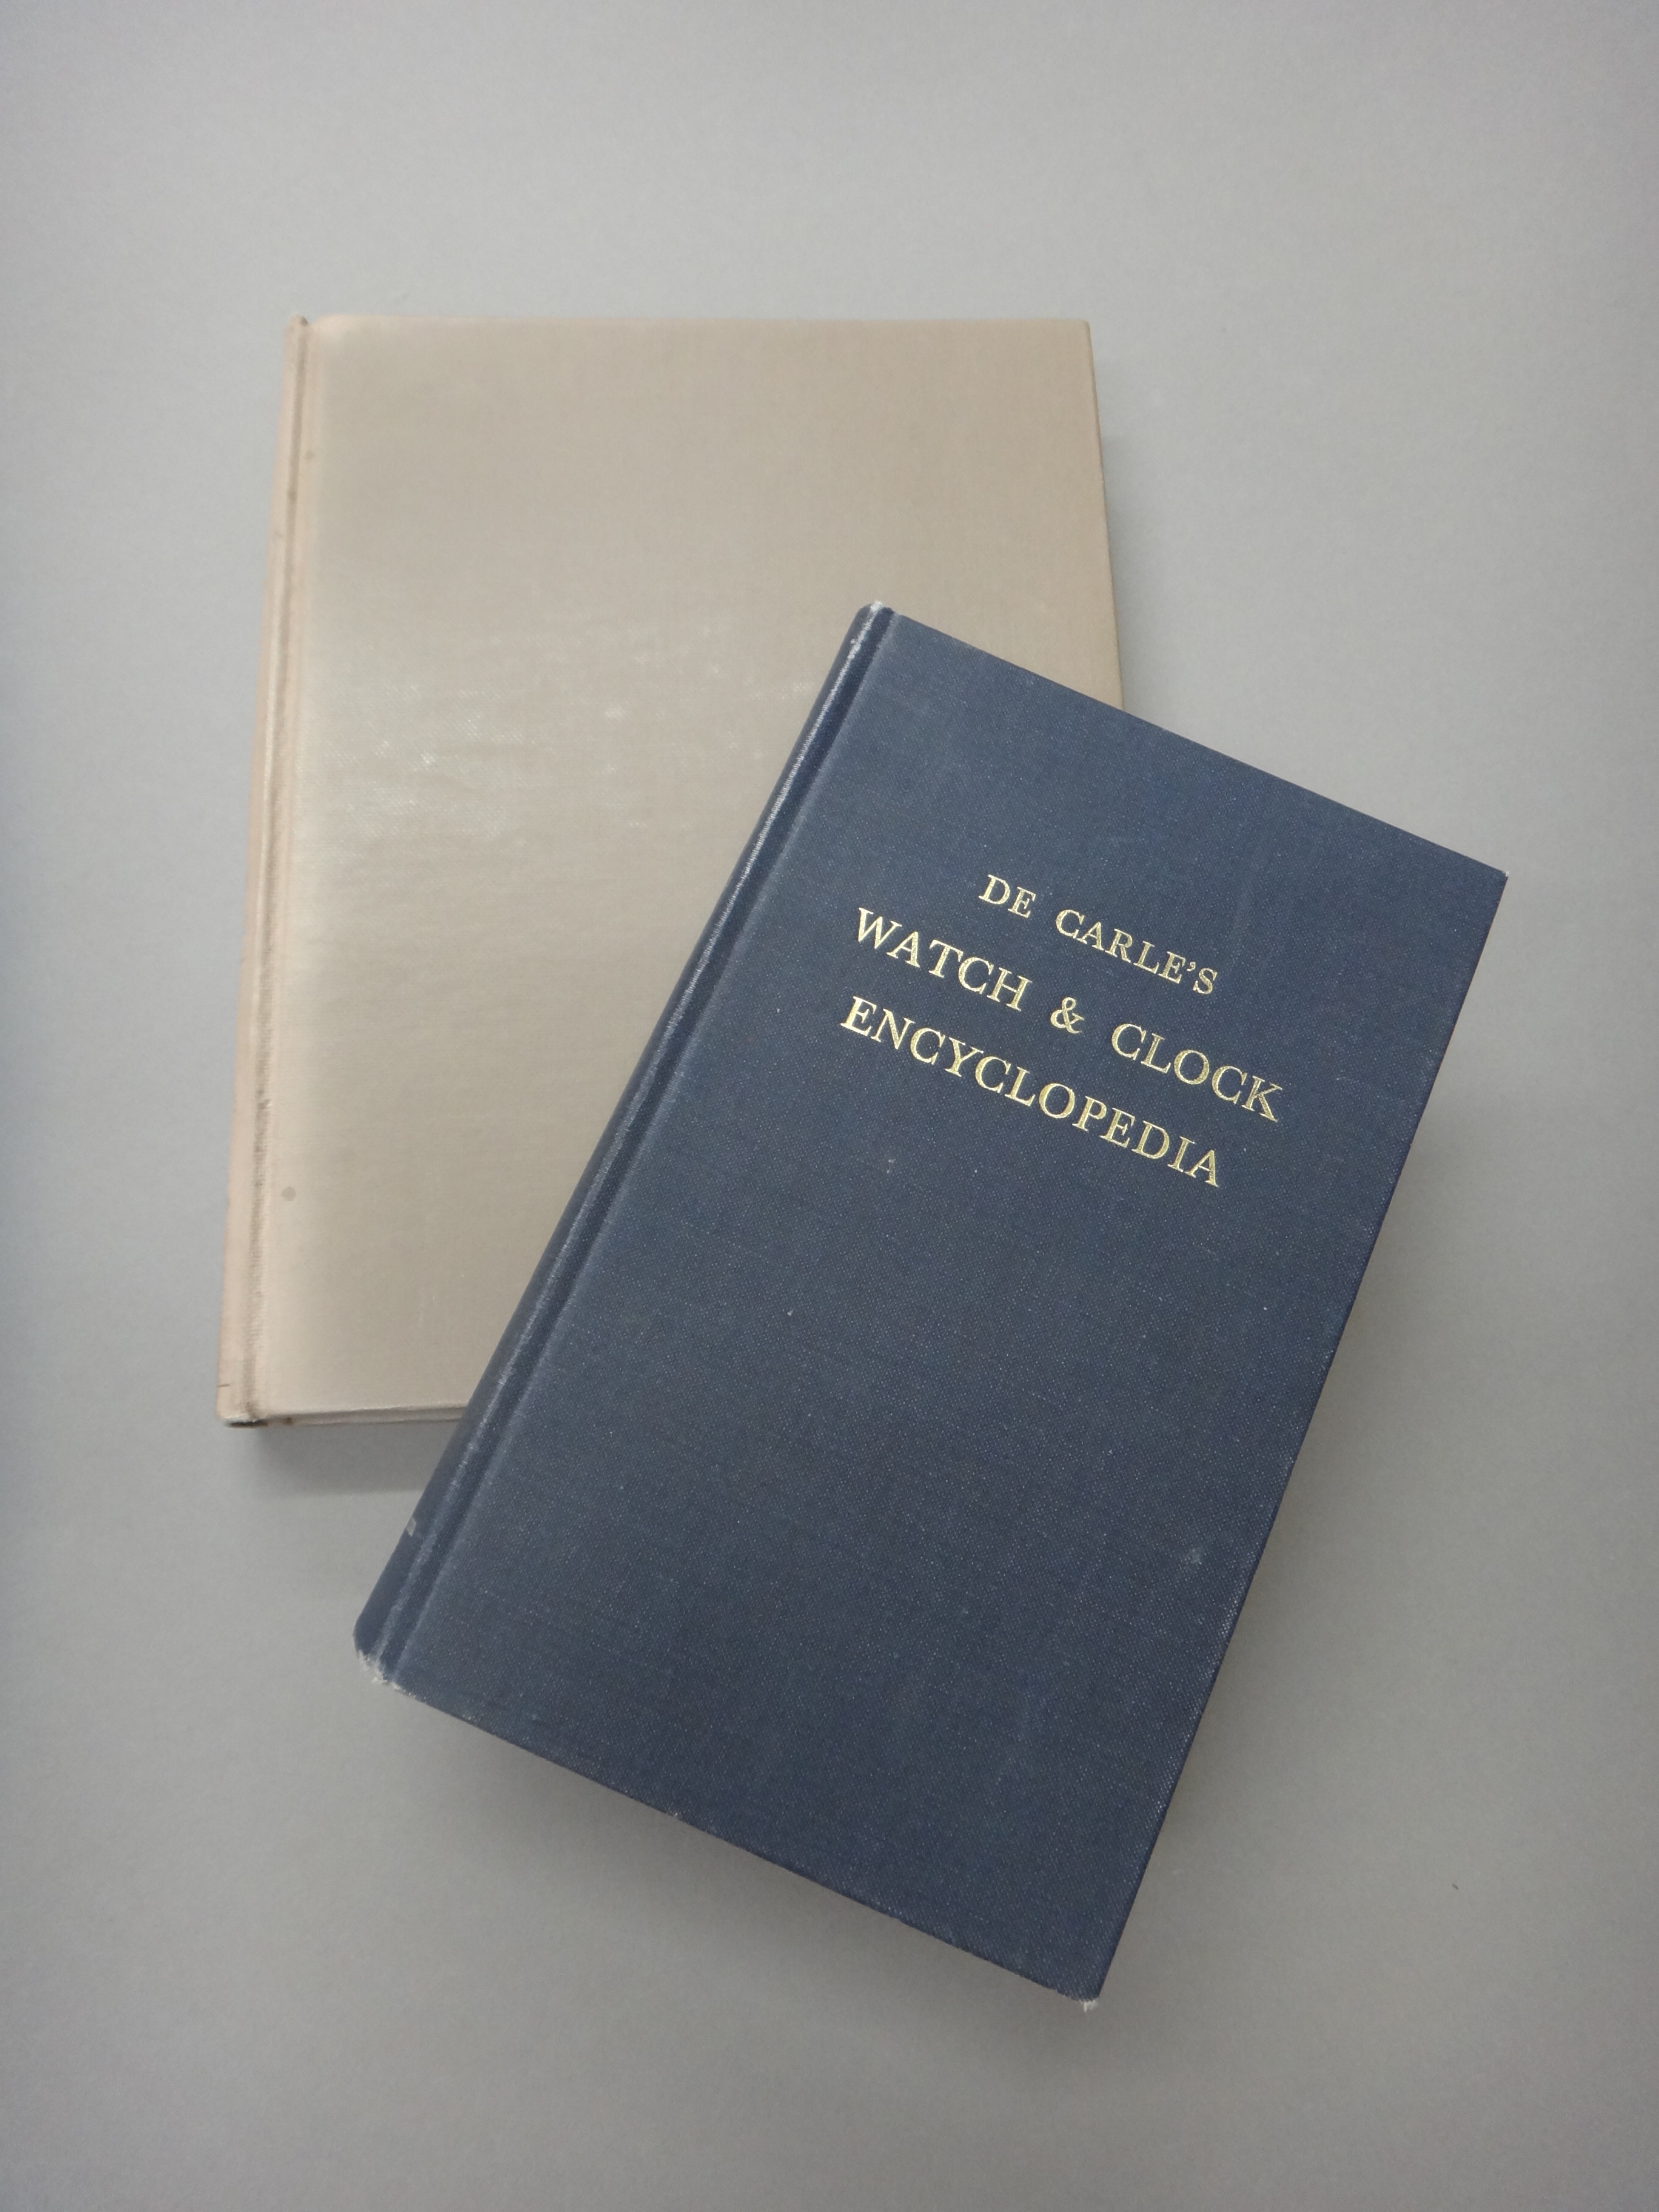 DE CARLE'S
WATCH & CLOCK
ENCYCLOPEDIA